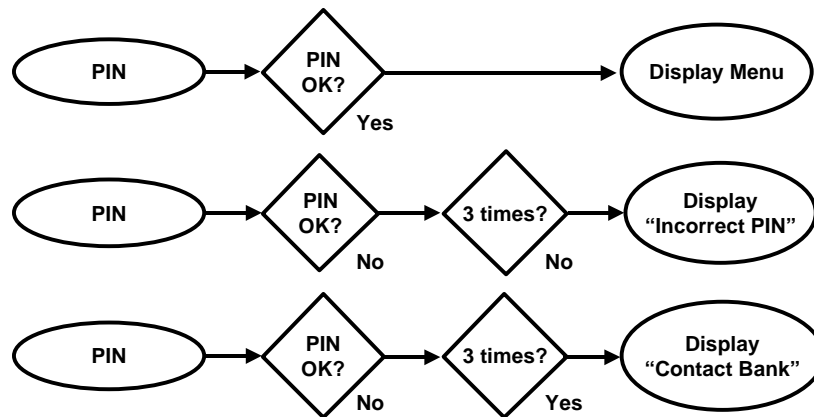 PIN
PIN
OK?
Yes
Display Menu
PIN
PIN
OK?
No
3 times?
No
Display
“Incorrect PIN”
PIN
PIN
OK?
No
3 times?
Yes
Display
“Contact Bank”